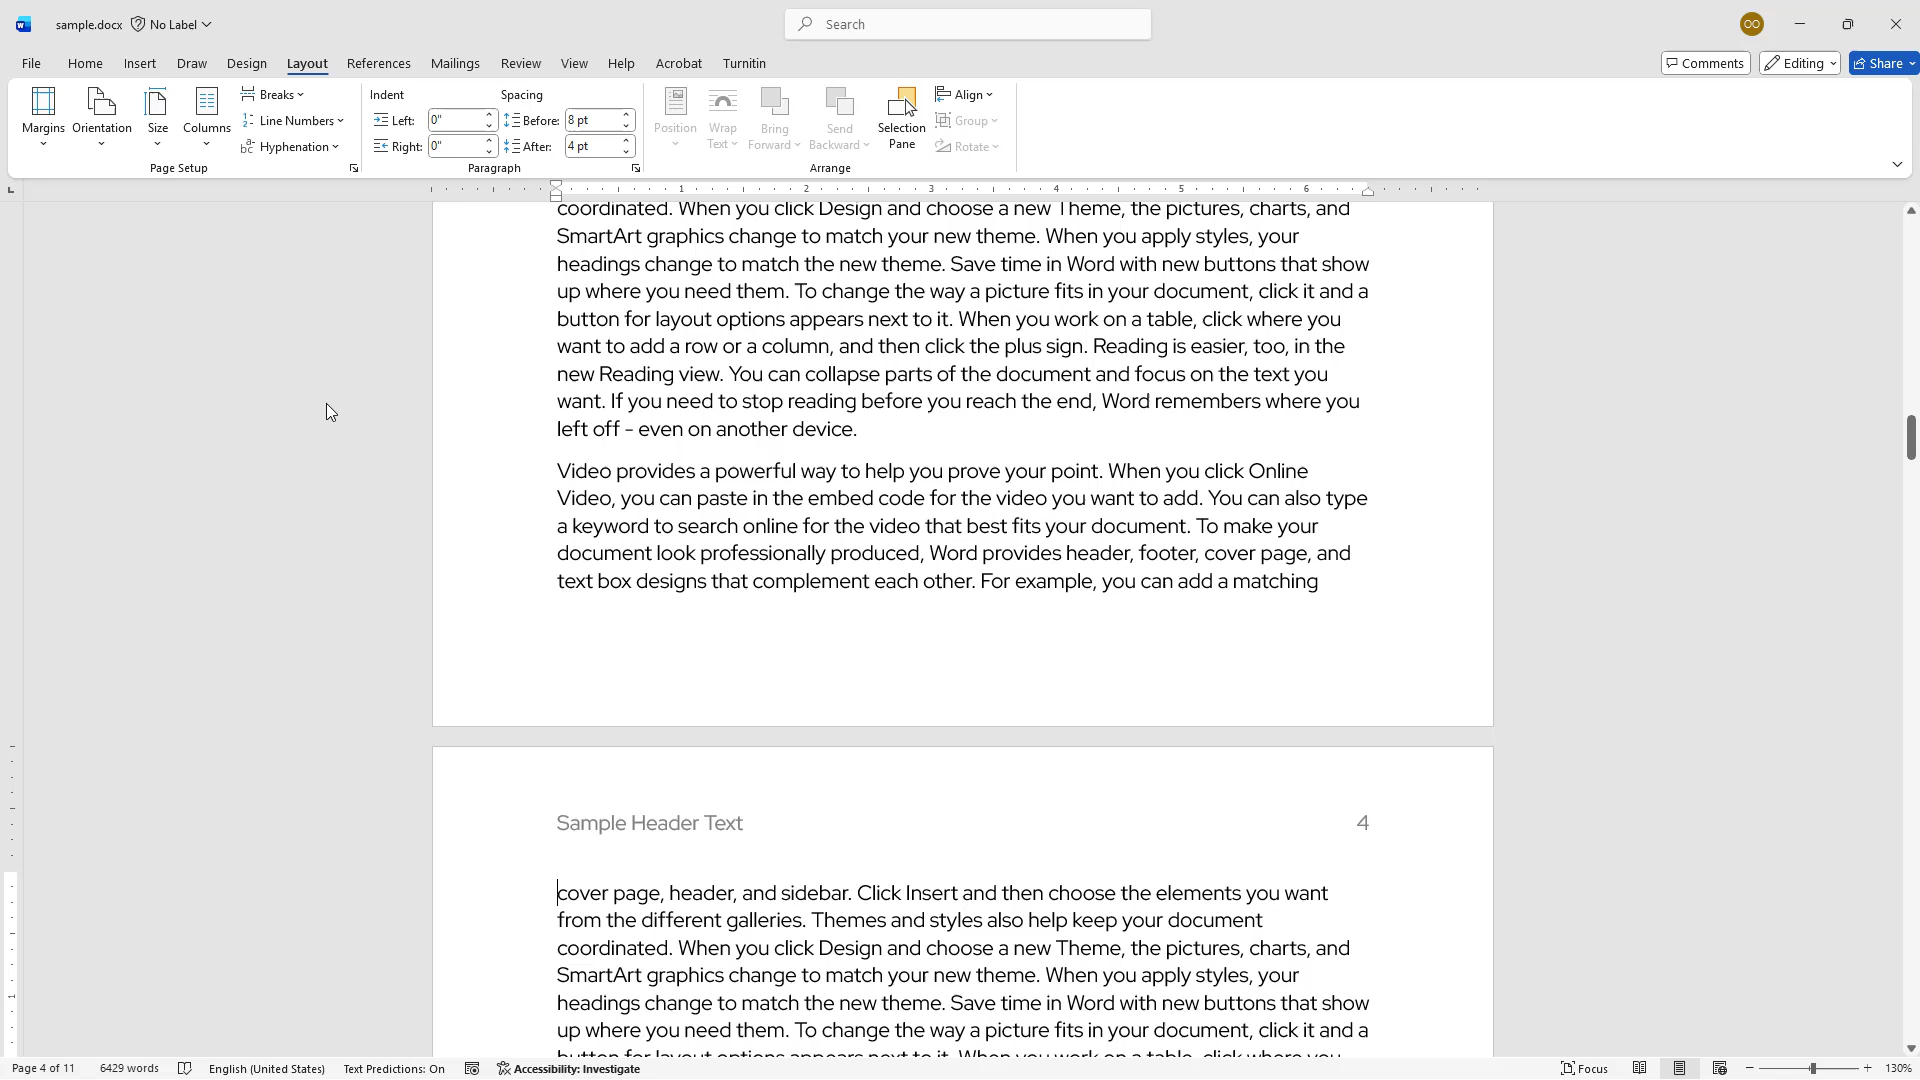 sample.docx No Label
Search
OO
File Home Insert Draw Design Layout References Mailings Review View Help Acrobat Turnitin
Comments Editing Share
Margins Orientation Size Columns
Breaks
Line Numbers
Hyphenation
Page Setup
Indent Spacing
Left: 0" Before: 8 pt
Right: 0" After: 4 pt
Paragraph
Position Wrap Text Bring Forward Send Backward Selection Pane
Align
Group
Rotate
Arrange
1 2 3 4 5 6
coordinated. When you click Design and choose a new Theme, the pictures, charts, and
SmartArt graphics change to match your new theme. When you apply styles, your
headings change to match the new theme. Save time in Word with new buttons that show
up where you need them. To change the way a picture fits in your document, click it and a
button for layout options appears next to it. When you work on a table, click where you
want to add a row or a column, and then click the plus sign. Reading is easier, too, in the
new Reading view. You can collapse parts of the document and focus on the text you
want. If you need to stop reading before you reach the end, Word remembers where you
left off - even on another device.
Video provides a powerful way to help you prove your point. When you click Online
Video, you can paste in the embed code for the video you want to add. You can also type
a keyword to search online for the video that best fits your document. To make your
document look professionally produced, Word provides header, footer, cover page, and
text box designs that complement each other. For example, you can add a matching
Sample Header Text 4
cover page, header, and sidebar. Click Insert and then choose the elements you want
from the different galleries. Themes and styles also help keep your document
coordinated. When you click Design and choose a new Theme, the pictures, charts, and
SmartArt graphics change to match your new theme. When you apply styles, your
headings change to match the new theme. Save time in Word with new buttons that show
up where you need them. To change the way a picture fits in your document, click it and a
button for layout options appears next to it. When you work on a table, click where you
Page 4 of 11 6429 words English (United States) Text Predictions: On Accessibility: Investigate Focus 130%